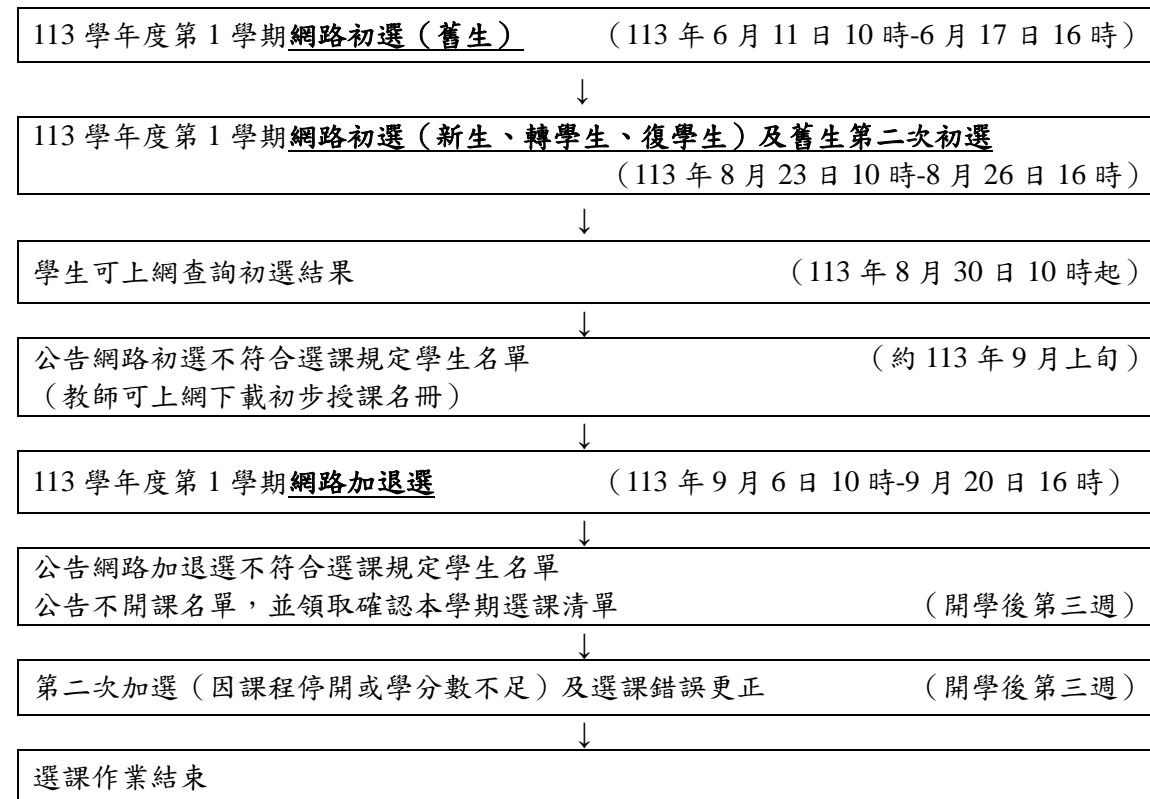 113 學年度第 1 學期網路初選（舊生） （113 年 6 月 11 日 10 時-6 月 17 日 16 時）
↓
113 學年度第 1 學期網路初選（新生、轉學生、復學生）及舊生第二次初選
（113 年 8 月 23 日 10 時-8 月 26 日 16 時）
↓
學生可上網查詢初選結果 （113 年 8 月 30 日 10 時起）
↓
公告網路初選不符合選課規定學生名單 （約 113 年 9 月上旬）
（教師可上網下載初步授課名冊）
↓
113 學年度第 1 學期網路加退選 （113 年 9 月 6 日 10 時-9 月 20 日 16 時）
↓
公告網路加退選不符合選課規定學生名單
公告不開課名單，並領取確認本學期選課清單 （開學後第三週）
↓
第二次加選（因課程停開或學分數不足）及選課錯誤更正 （開學後第三週）
↓
選課作業結束